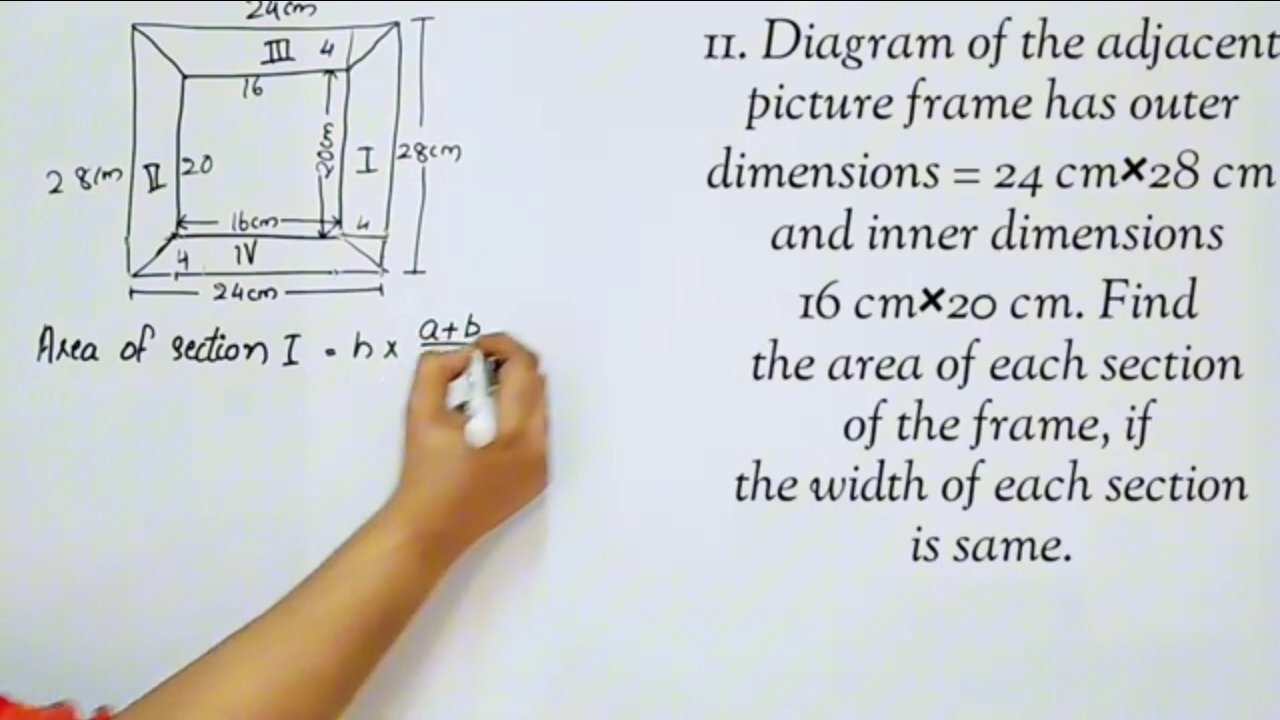 24cm
III 4
16
28cm II 20 20cm I 28cm
16cm 4
4 IV
24cm
Area of section I = h × a+b
11. Diagram of the adjacent
picture frame has outer
dimensions = 24 cm×28 cm
and inner dimensions
16 cm×20 cm. Find
the area of each section
of the frame, if
the width of each section
is same.